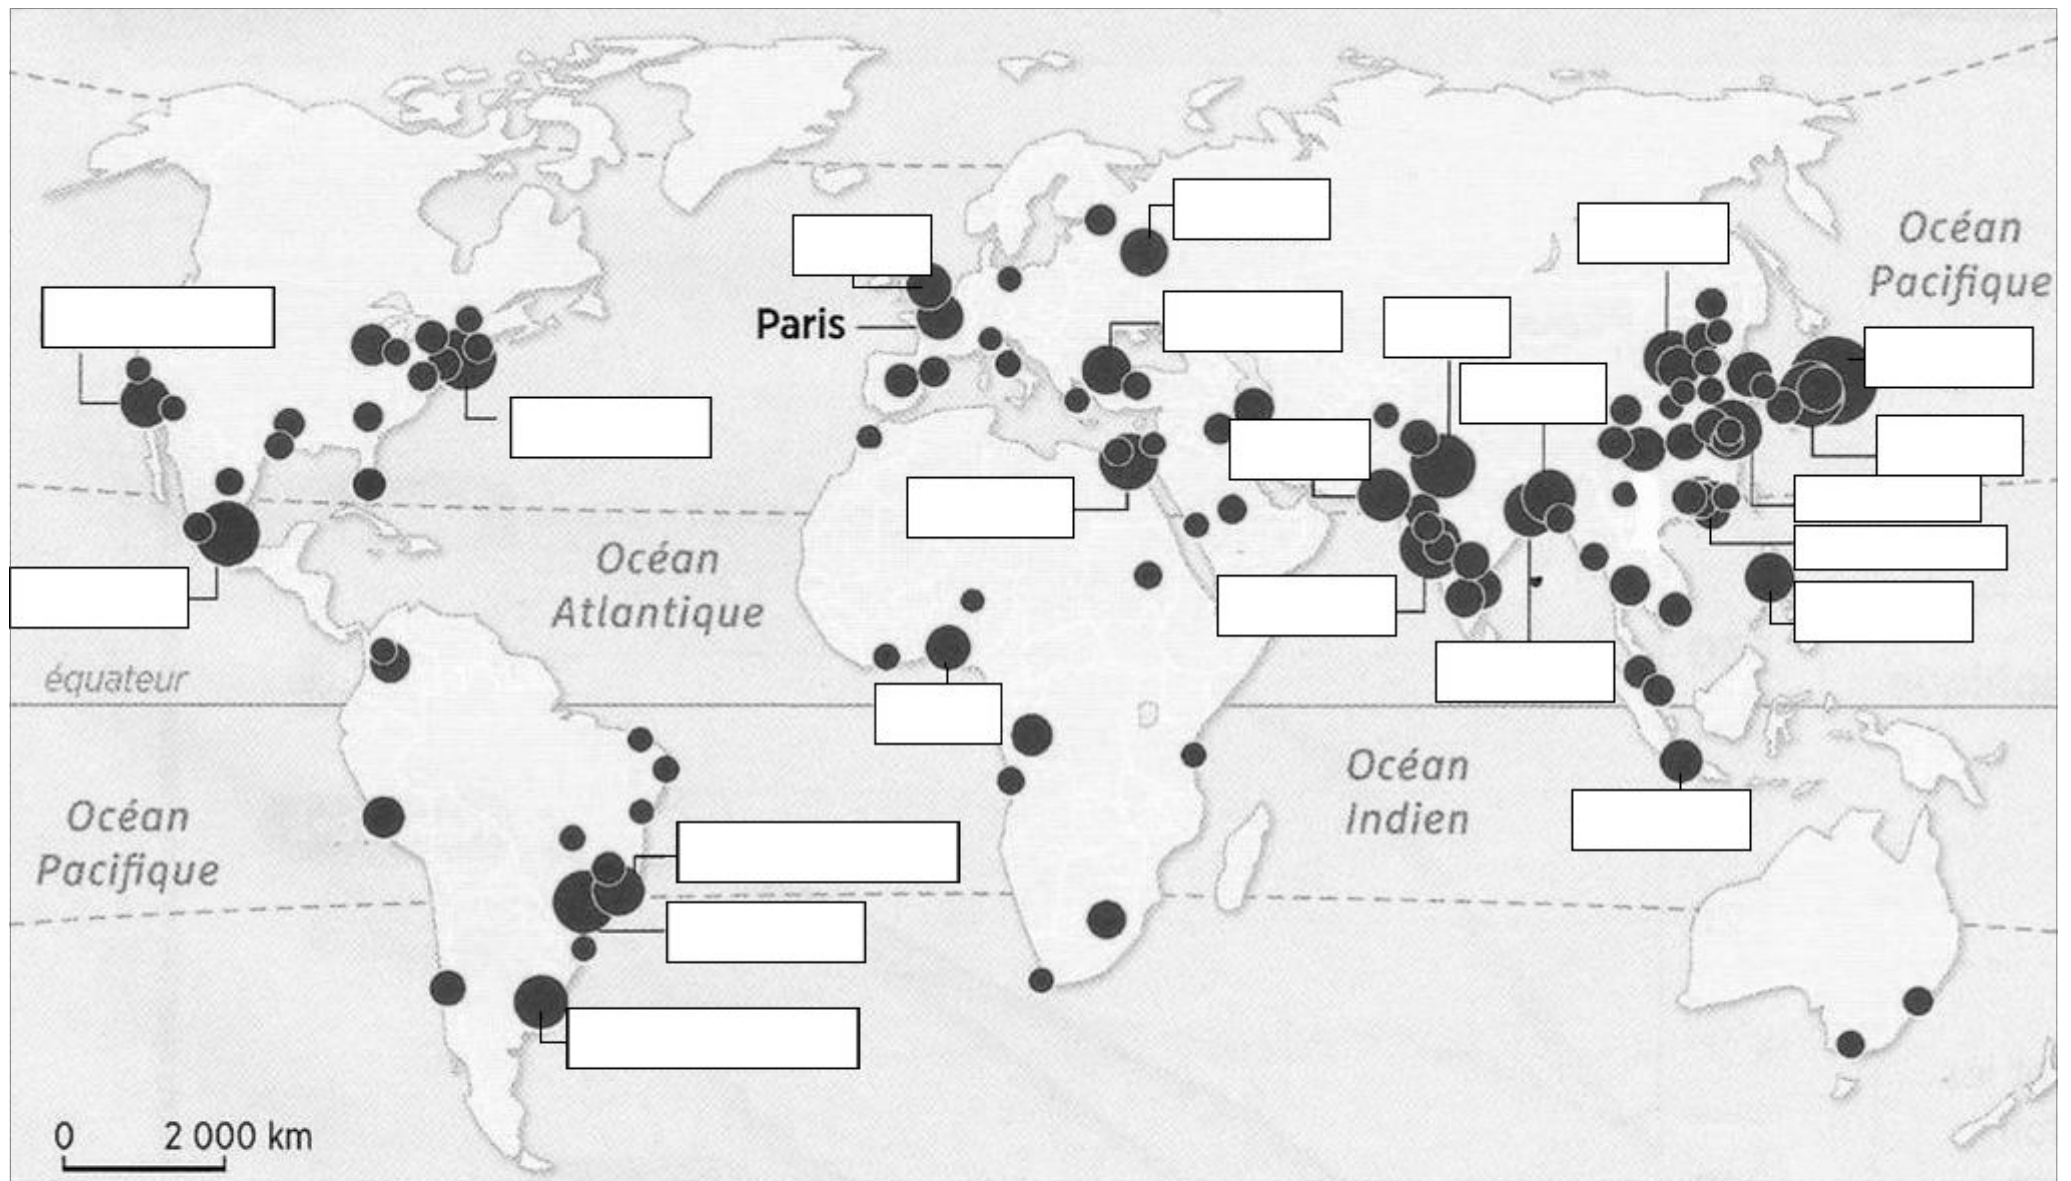 Océan
Pacifique
Paris
Océan
Atlantique
équateur
Océan
Indien
Océan
Pacifique
0 2 000 km